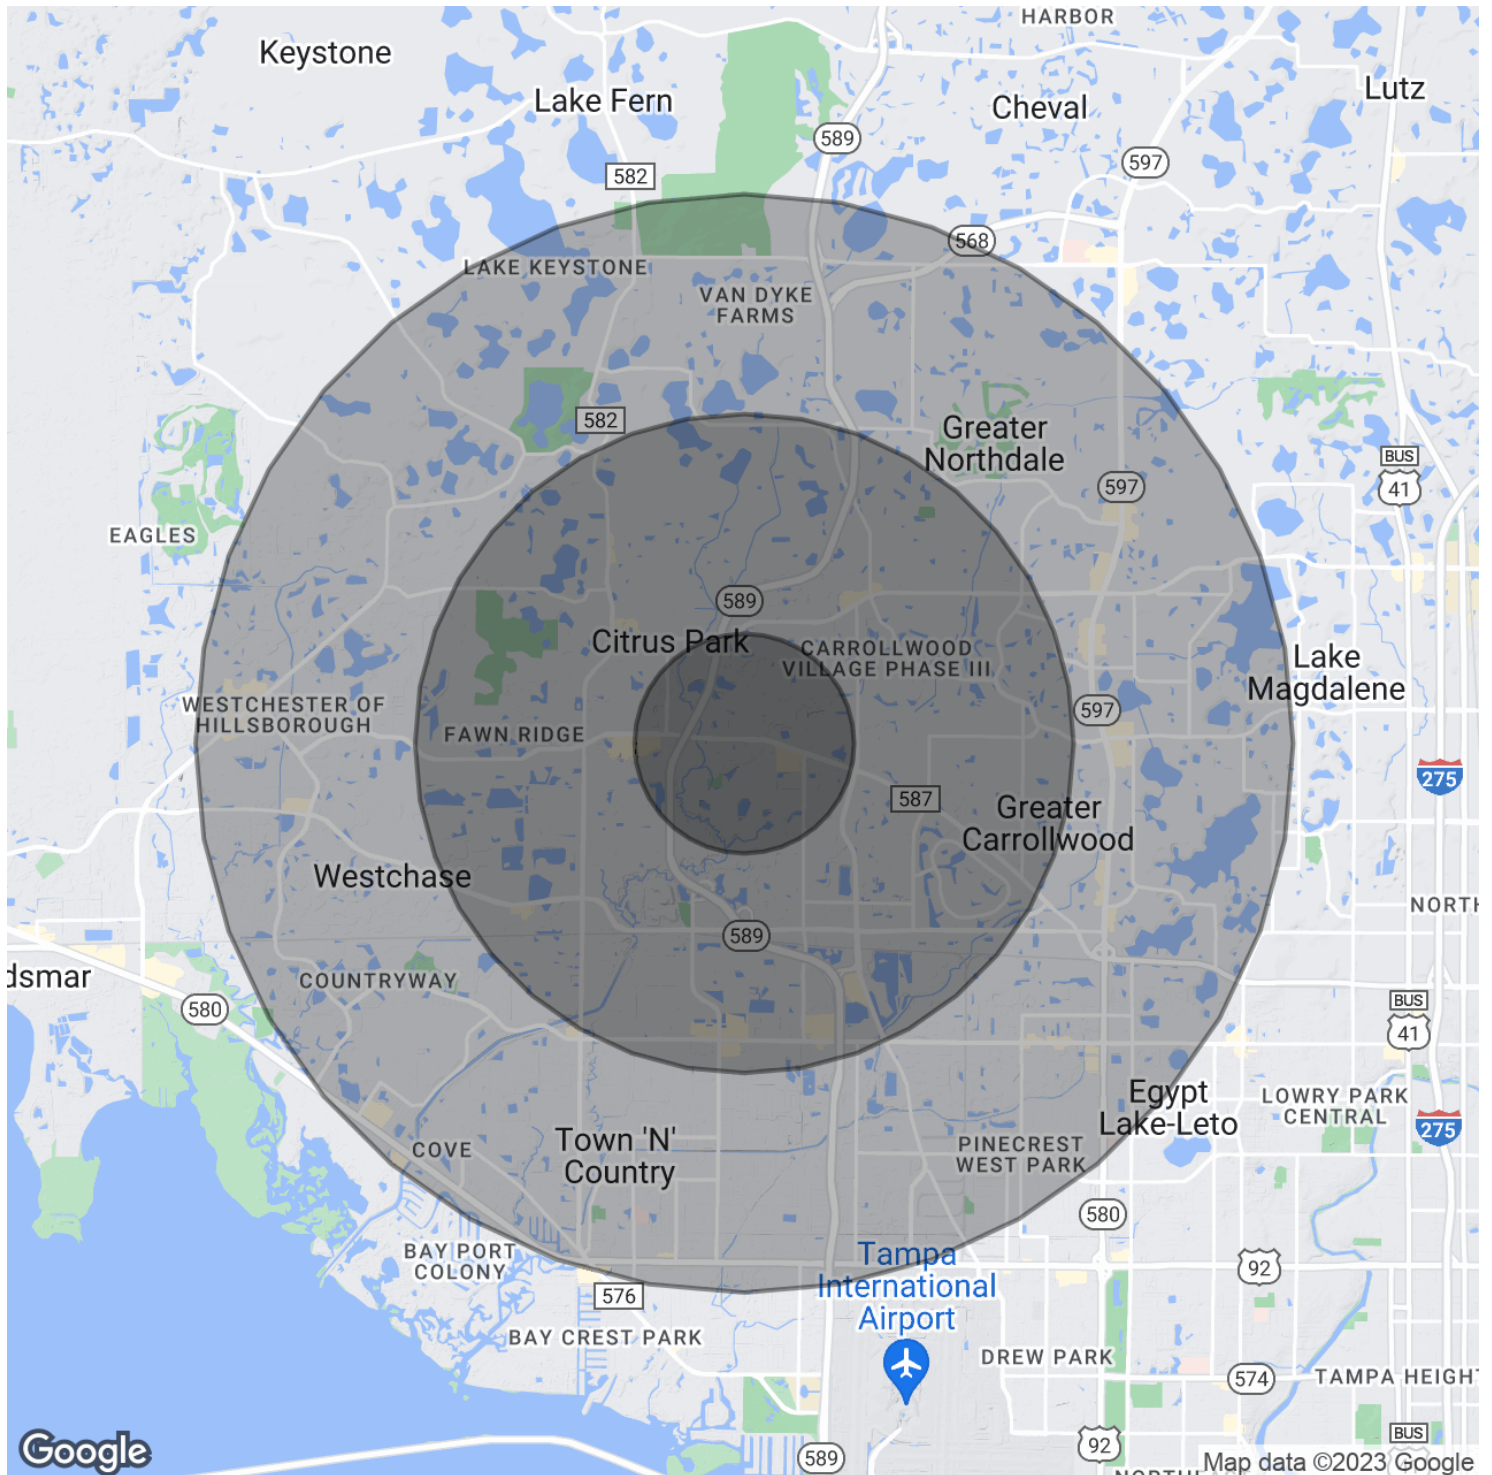 HARBOR
Keystone
Lake Fern
Cheval
Lutz
589
597
582
568
LAKE KEYSTONE
VAN DYKE
FARMS
582
Greater
Northdale
BUS
41
597
EAGLES
589
Citrus Park
CARROLLWOOD
VILLAGE PHASE III
Lake
Magdalene
WESTCHESTER OF
HILLSBOROUGH
597
FAWN RIDGE
275
587
Greater
Carrollwood
Westchase
NORTH
589
dsmar
COUNTRYWAY
580
BUS
41
Egypt
Lake-Leto
LOWRY PARK
CENTRAL
275
COVE
Town 'N'
Country
PINECREST
WEST PARK
580
BAY PORT
COLONY
Tampa
International
Airport
92
576
BAY CREST PARK
DREW PARK
574
TAMPA HEIGH
BUS
92
589
Google
Map data ©2023 Google